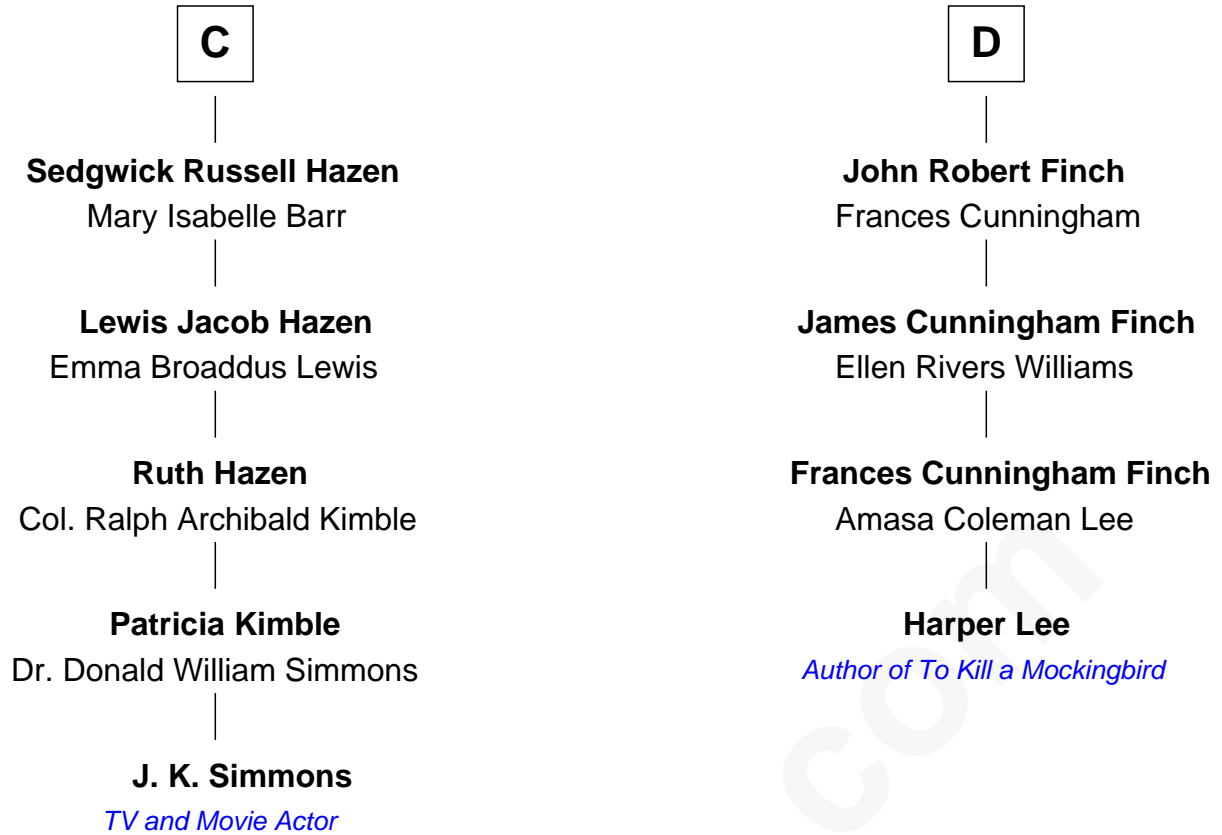 C
Sedgwick Russell Hazen
Mary Isabelle Barr
Lewis Jacob Hazen
Emma Broaddus Lewis
Ruth Hazen
Col. Ralph Archibald Kimble
Patricia Kimble
Dr. Donald William Simmons
J. K. Simmons
TV and Movie Actor
D
John Robert Finch
Frances Cunningham
James Cunningham Finch
Ellen Rivers Williams
Frances Cunningham Finch
Amasa Coleman Lee
Harper Lee
Author of To Kill a Mockingbird
com